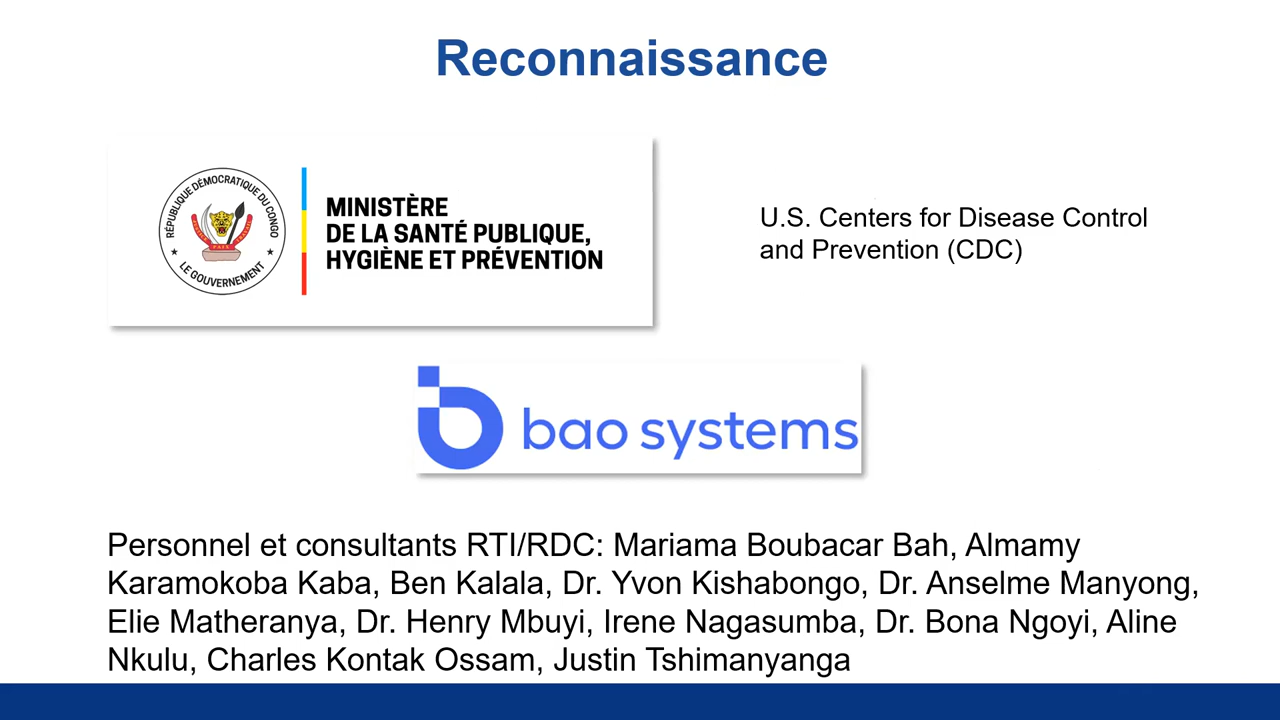 Reconnaissance
RÉPUBLIQUE DÉMOCRATIQUE DU CONGO
LE GOUVERNEMENT
MINISTÈRE
DE LA SANTÉ PUBLIQUE,
HYGIÈNE ET PRÉVENTION
U.S. Centers for Disease Control
and Prevention (CDC)
bao systems
Personnel et consultants RTI/RDC: Mariama Boubacar Bah, Almamy
Karamokoba Kaba, Ben Kalala, Dr. Yvon Kishabongo, Dr. Anselme Manyong,
Elie Matheranya, Dr. Henry Mbuyi, Irene Nagasumba, Dr. Bona Ngoyi, Aline
Nkulu, Charles Kontak Ossam, Justin Tshimanyanga